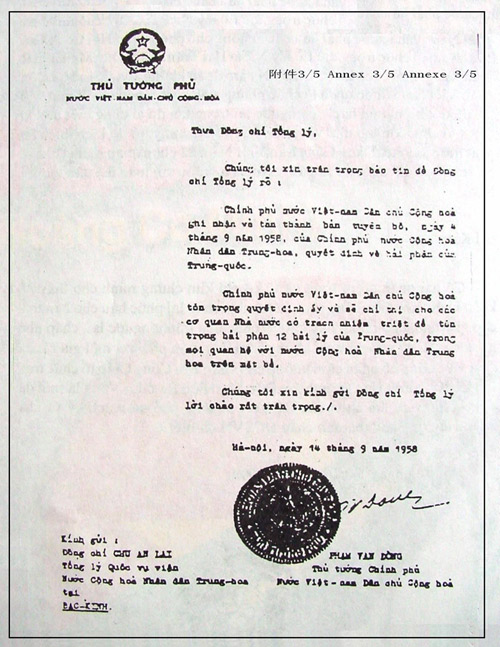 附件3/5 Annex 3/5 Annexe 3/5
THỦ TƯỚNG PHỦ
NƯỚC VIỆT-NAM DÂN-CHỦ CỘNG-HÒA
Thưa Đồng chí Tổng lý,
Chúng tôi xin trân trọng báo tin để Đồng
chí Tổng lý rõ :
Chính phủ nước Việt-nam Dân chủ Cộng hoà
ghi nhận và tán thành bản tuyên bố, ngày 4
tháng 9 năm 1958, của Chính phủ nước Cộng hoà
Nhân dân Trung-hoa, quyết định về hải phận của
Trung-quốc.
Chính phủ nước Việt-nam Dân chủ Cộng hoà
tôn trọng quyết định ấy và sẽ chỉ thị cho các
cơ quan Nhà nước có trách nhiệm triệt để tôn
trọng hải phận 12 hải lý của Trung-quốc, trong
mọi quan hệ với nước Cộng hoà Nhân dân Trung
hoa trên mặt bể.
Chúng tôi xin kính gửi Đồng chí Tổng lý
lời chào rất trân trọng./.
Hà-nội, ngày 14 tháng 9 năm 1958
Kính gửi :
Đồng chí CHU AN LAI
Tổng lý Quốc vụ viện
Nước Cộng hoà Nhân dân Trung-hoa
tại
BẮC-KINH.
PHẠM VĂN ĐỒNG
Thủ tướng Chính phủ
Nước Việt-nam Dân chủ Cộng hoà